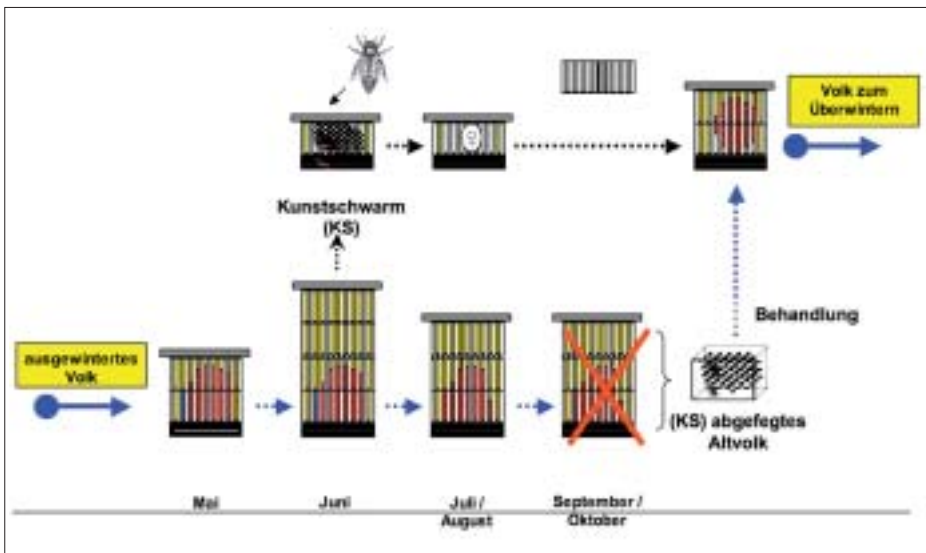 Volk zum
Überwintern
Kunstschwarm
(KS)
Behandlung
ausgewintertes
Volk
(KS) abgefegtes
Altvolk
Mai
Juni
Juli /
August
September /
Oktober